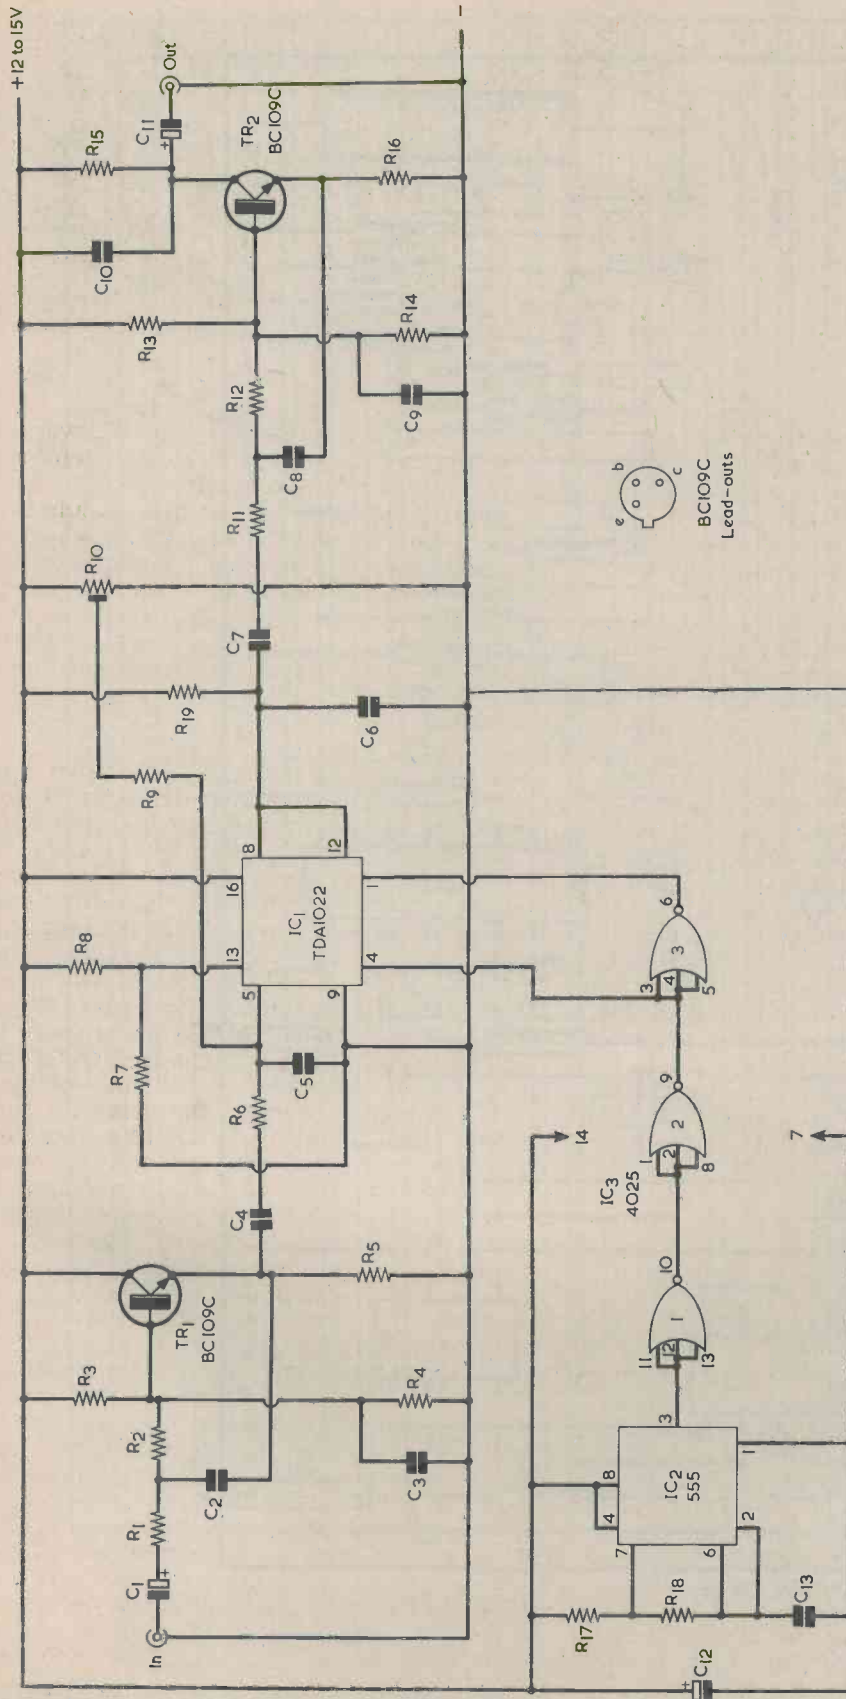 +12 to 15V
−
In
C1
+
R1
R2
C2
R3
TR1
BC109C
C3
R4
R5
C4
R6
R7
R8
C5
5
13
16
8
9
4
1
12
IC1
TDA1022
R9
R19
C6
C7
R10
R11
C8
R12
R13
C9
R14
C10
R15
TR2
BC109C
R16
+
C11
Out
e
b
c
BC109C
Lead-outs
+
C12
R17
R18
C13
7
6
4
8
2
3
1
IC2
555
11
12
13
1
10
IC3
4025
1
2
8
2
9
3
4
5
3
6
14
7